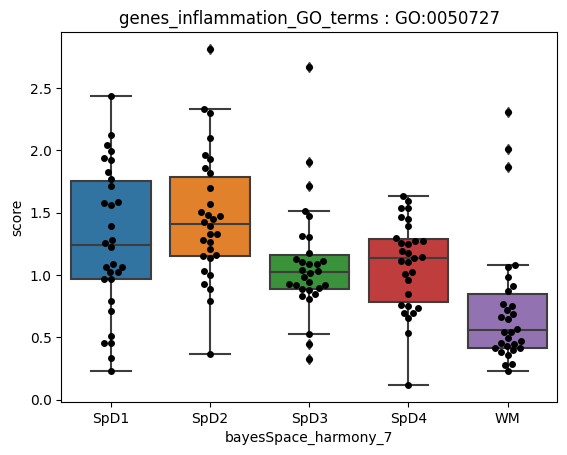 genes_inflammation_GO_terms : GO:0050727
score
2.5
2.0
1.5
1.0
0.5
0.0
SpD1 SpD2 SpD3 SpD4 WM
bayesSpace_harmony_7